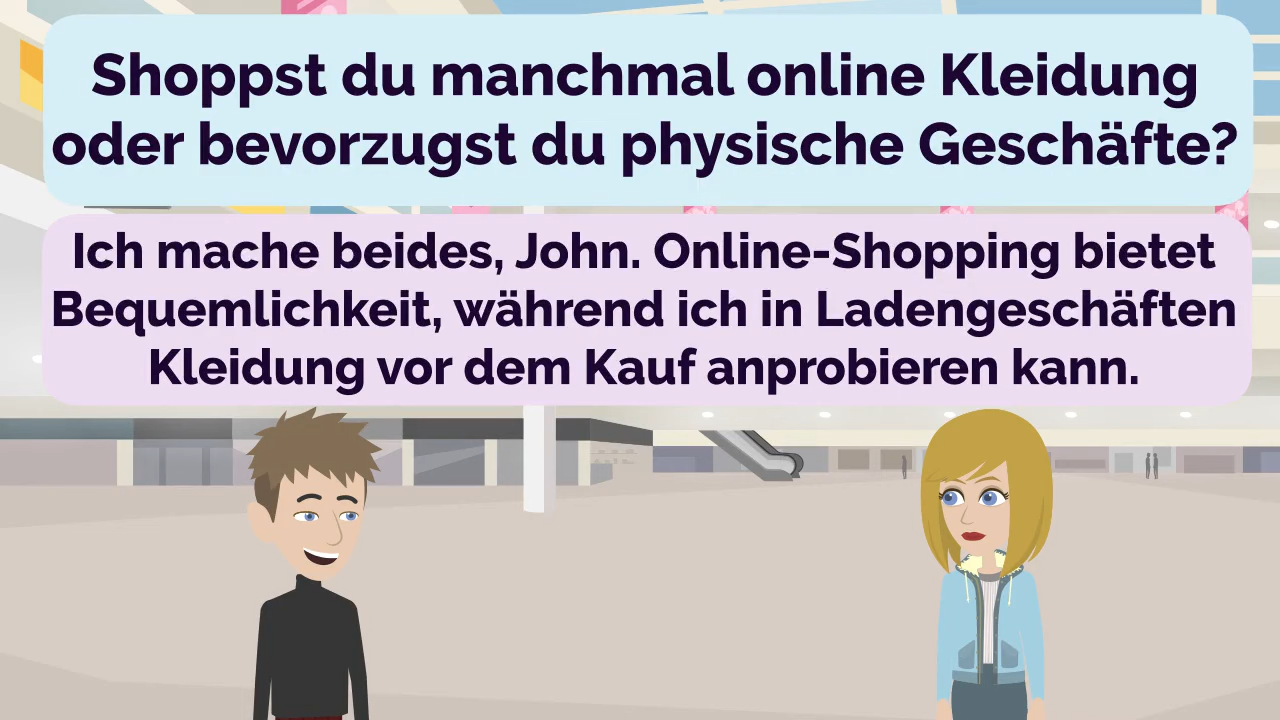 Shoppst du manchmal online Kleidung
oder bevorzugst du physische Geschäfte?
Ich mache beides, John. Online-Shopping bietet
Bequemlichkeit, während ich in Ladengeschäften
Kleidung vor dem Kauf anprobieren kann.